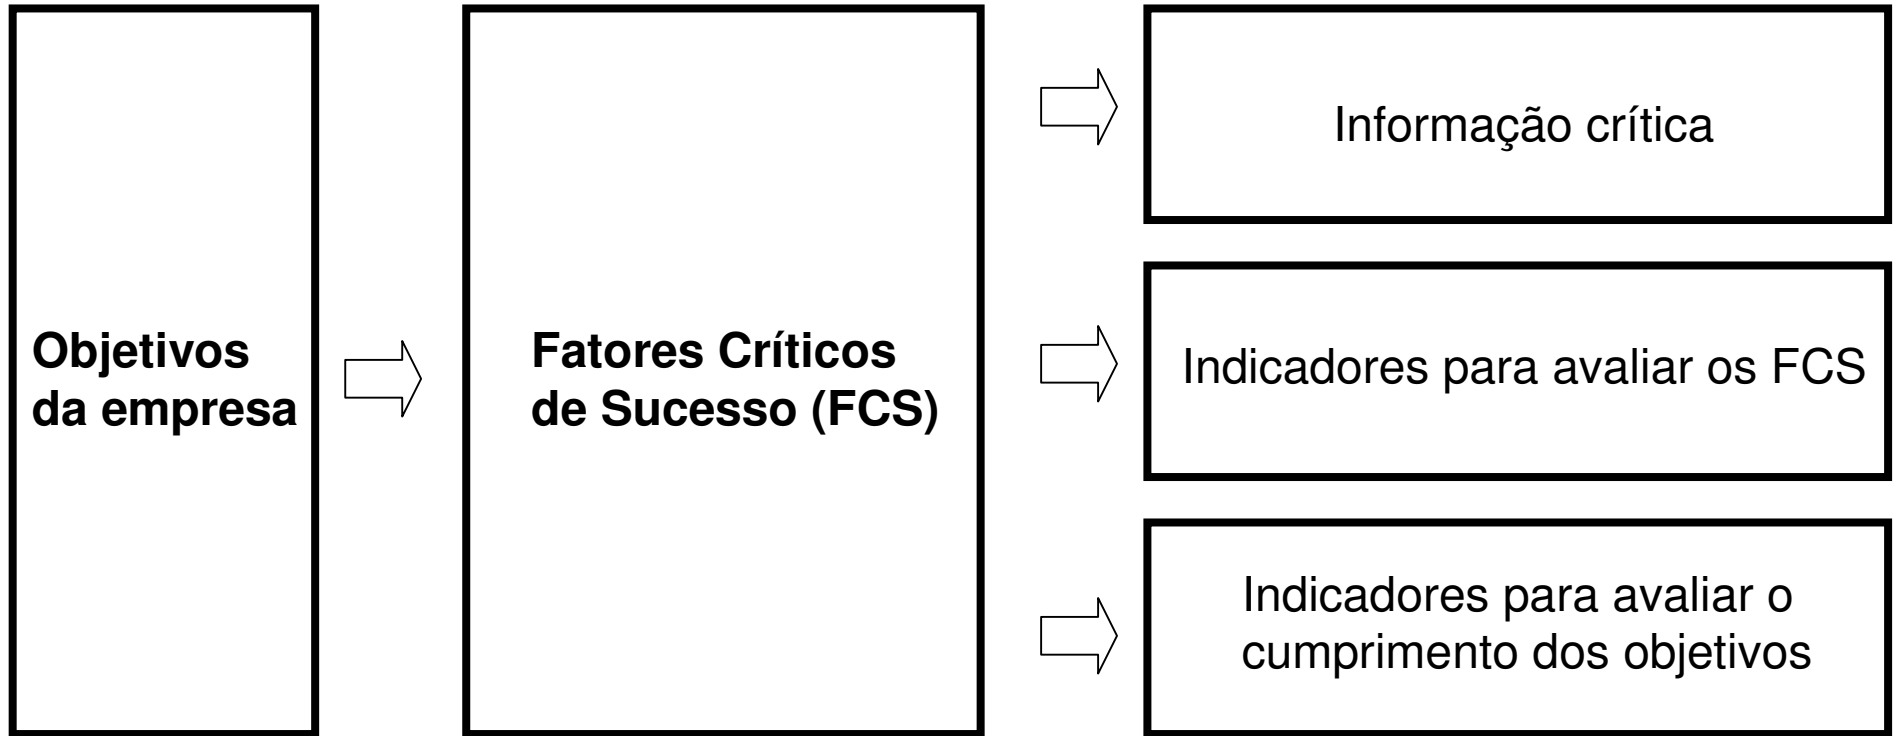 Objetivos
da empresa
Fatores Críticos
de Sucesso (FCS)
Informação crítica
Indicadores para avaliar os FCS
Indicadores para avaliar o
cumprimento dos objetivos